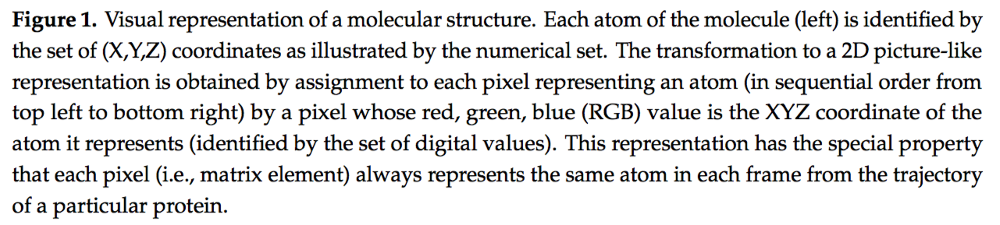 Figure 1. Visual representation of a molecular structure. Each atom of the molecule (left) is identified by
the set of (X,Y,Z) coordinates as illustrated by the numerical set. The transformation to a 2D picture-like
representation is obtained by assignment to each pixel representing an atom (in sequential order from
top left to bottom right) by a pixel whose red, green, blue (RGB) value is the XYZ coordinate of the
atom it represents (identified by the set of digital values). This representation has the special property
that each pixel (i.e., matrix element) always represents the same atom in each frame from the trajectory
of a particular protein.